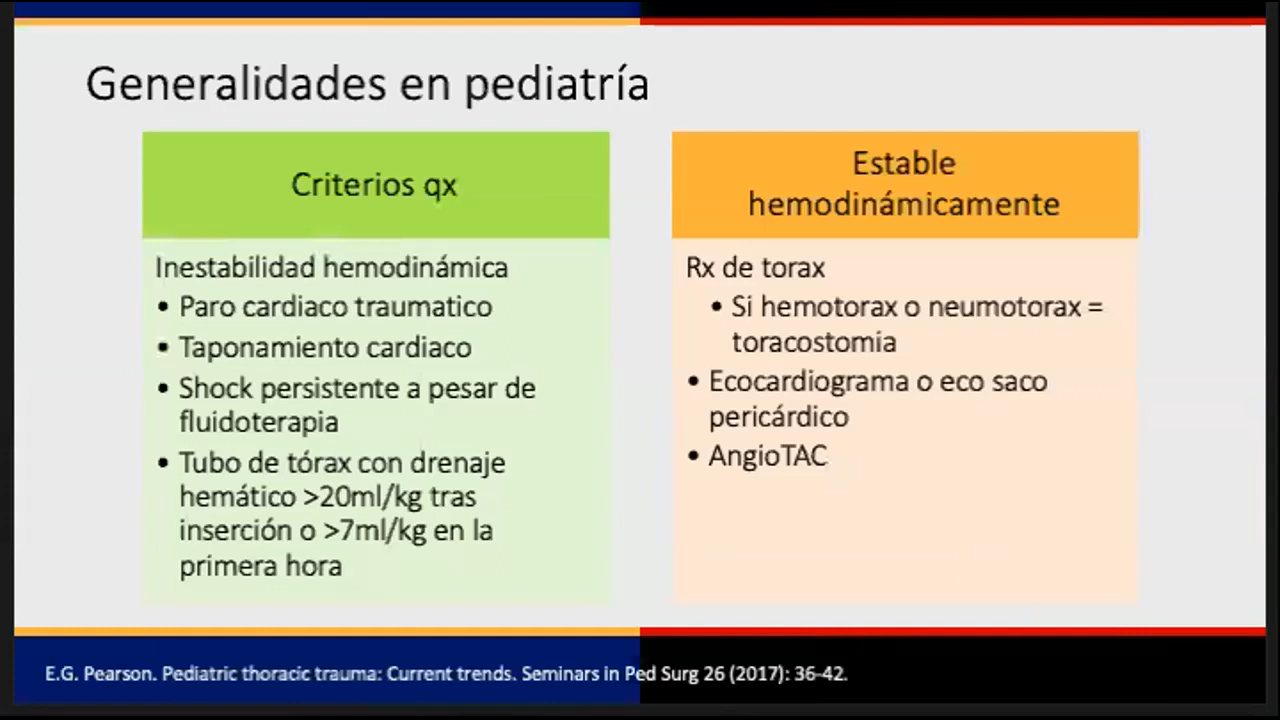 Generalidades en pediatría
Criterios qx
Inestabilidad hemodinámica
• Paro cardiaco traumatico
• Taponamiento cardiaco
• Shock persistente a pesar de
fluidoterapia
• Tubo de tórax con drenaje
hemático >20ml/kg tras
inserción o >7ml/kg en la
primera hora
Estable
hemodinámicamente
Rx de torax
• Si hemotorax o neumotorax =
toracostomia
• Ecocardiograma o eco saco
pericárdico
• AngioTAC
E.G. Pearson. Pediatric thoracic trauma: Current trends. Seminars in Ped Surg 26 (2017): 36-42.